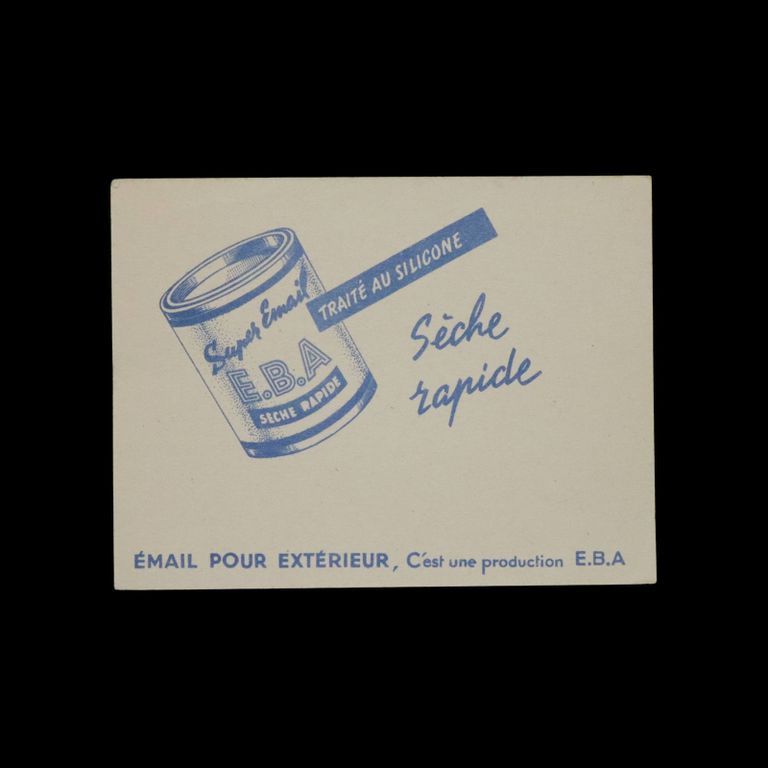 Super Email
E.B.A
SÈCHE RAPIDE
TRAITÉ AU SILICONE
Sèche
rapide
ÉMAIL POUR EXTÉRIEUR, C'est une production E.B.A